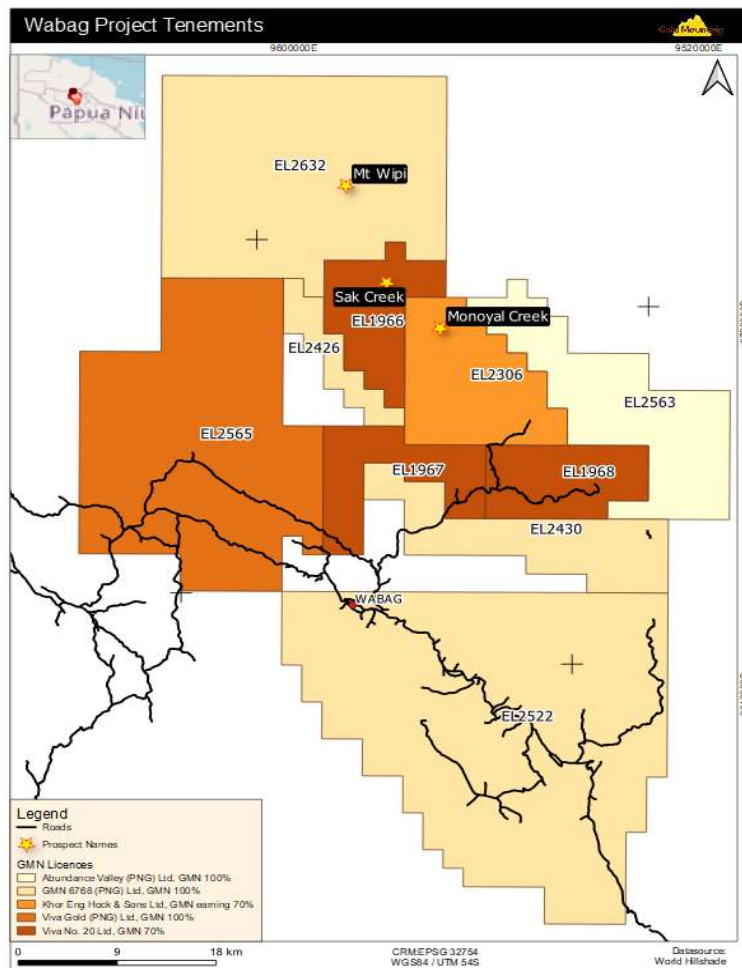 Wabag Project Tenements
Gold Mountain
9600000E
9520000E
Papua Niu
EL2632
Mt Wipi
Sak Creek
EL1966
Monoyal Creek
EL2426
EL2306
EL2563
EL2565
EL1967
EL1968
EL2430
WABAG
EL2522
Legend
Roads
Prospect Names
GMN Licences
Abundance Valley (PNG) Ltd, GMN 100%
GMN 6768 (PNG) Ltd, GMN 100%
Khor Eng Hock & Sons Ltd, GMN earning 70%
Viva Gold (PNG) Ltd, GMN 100%
Viva No. 20 Ltd, GMN 70%
0 9 18 km
CRM:EPSG 32754
WGS84 / UTM 54S
Datasource:
World Hillshade